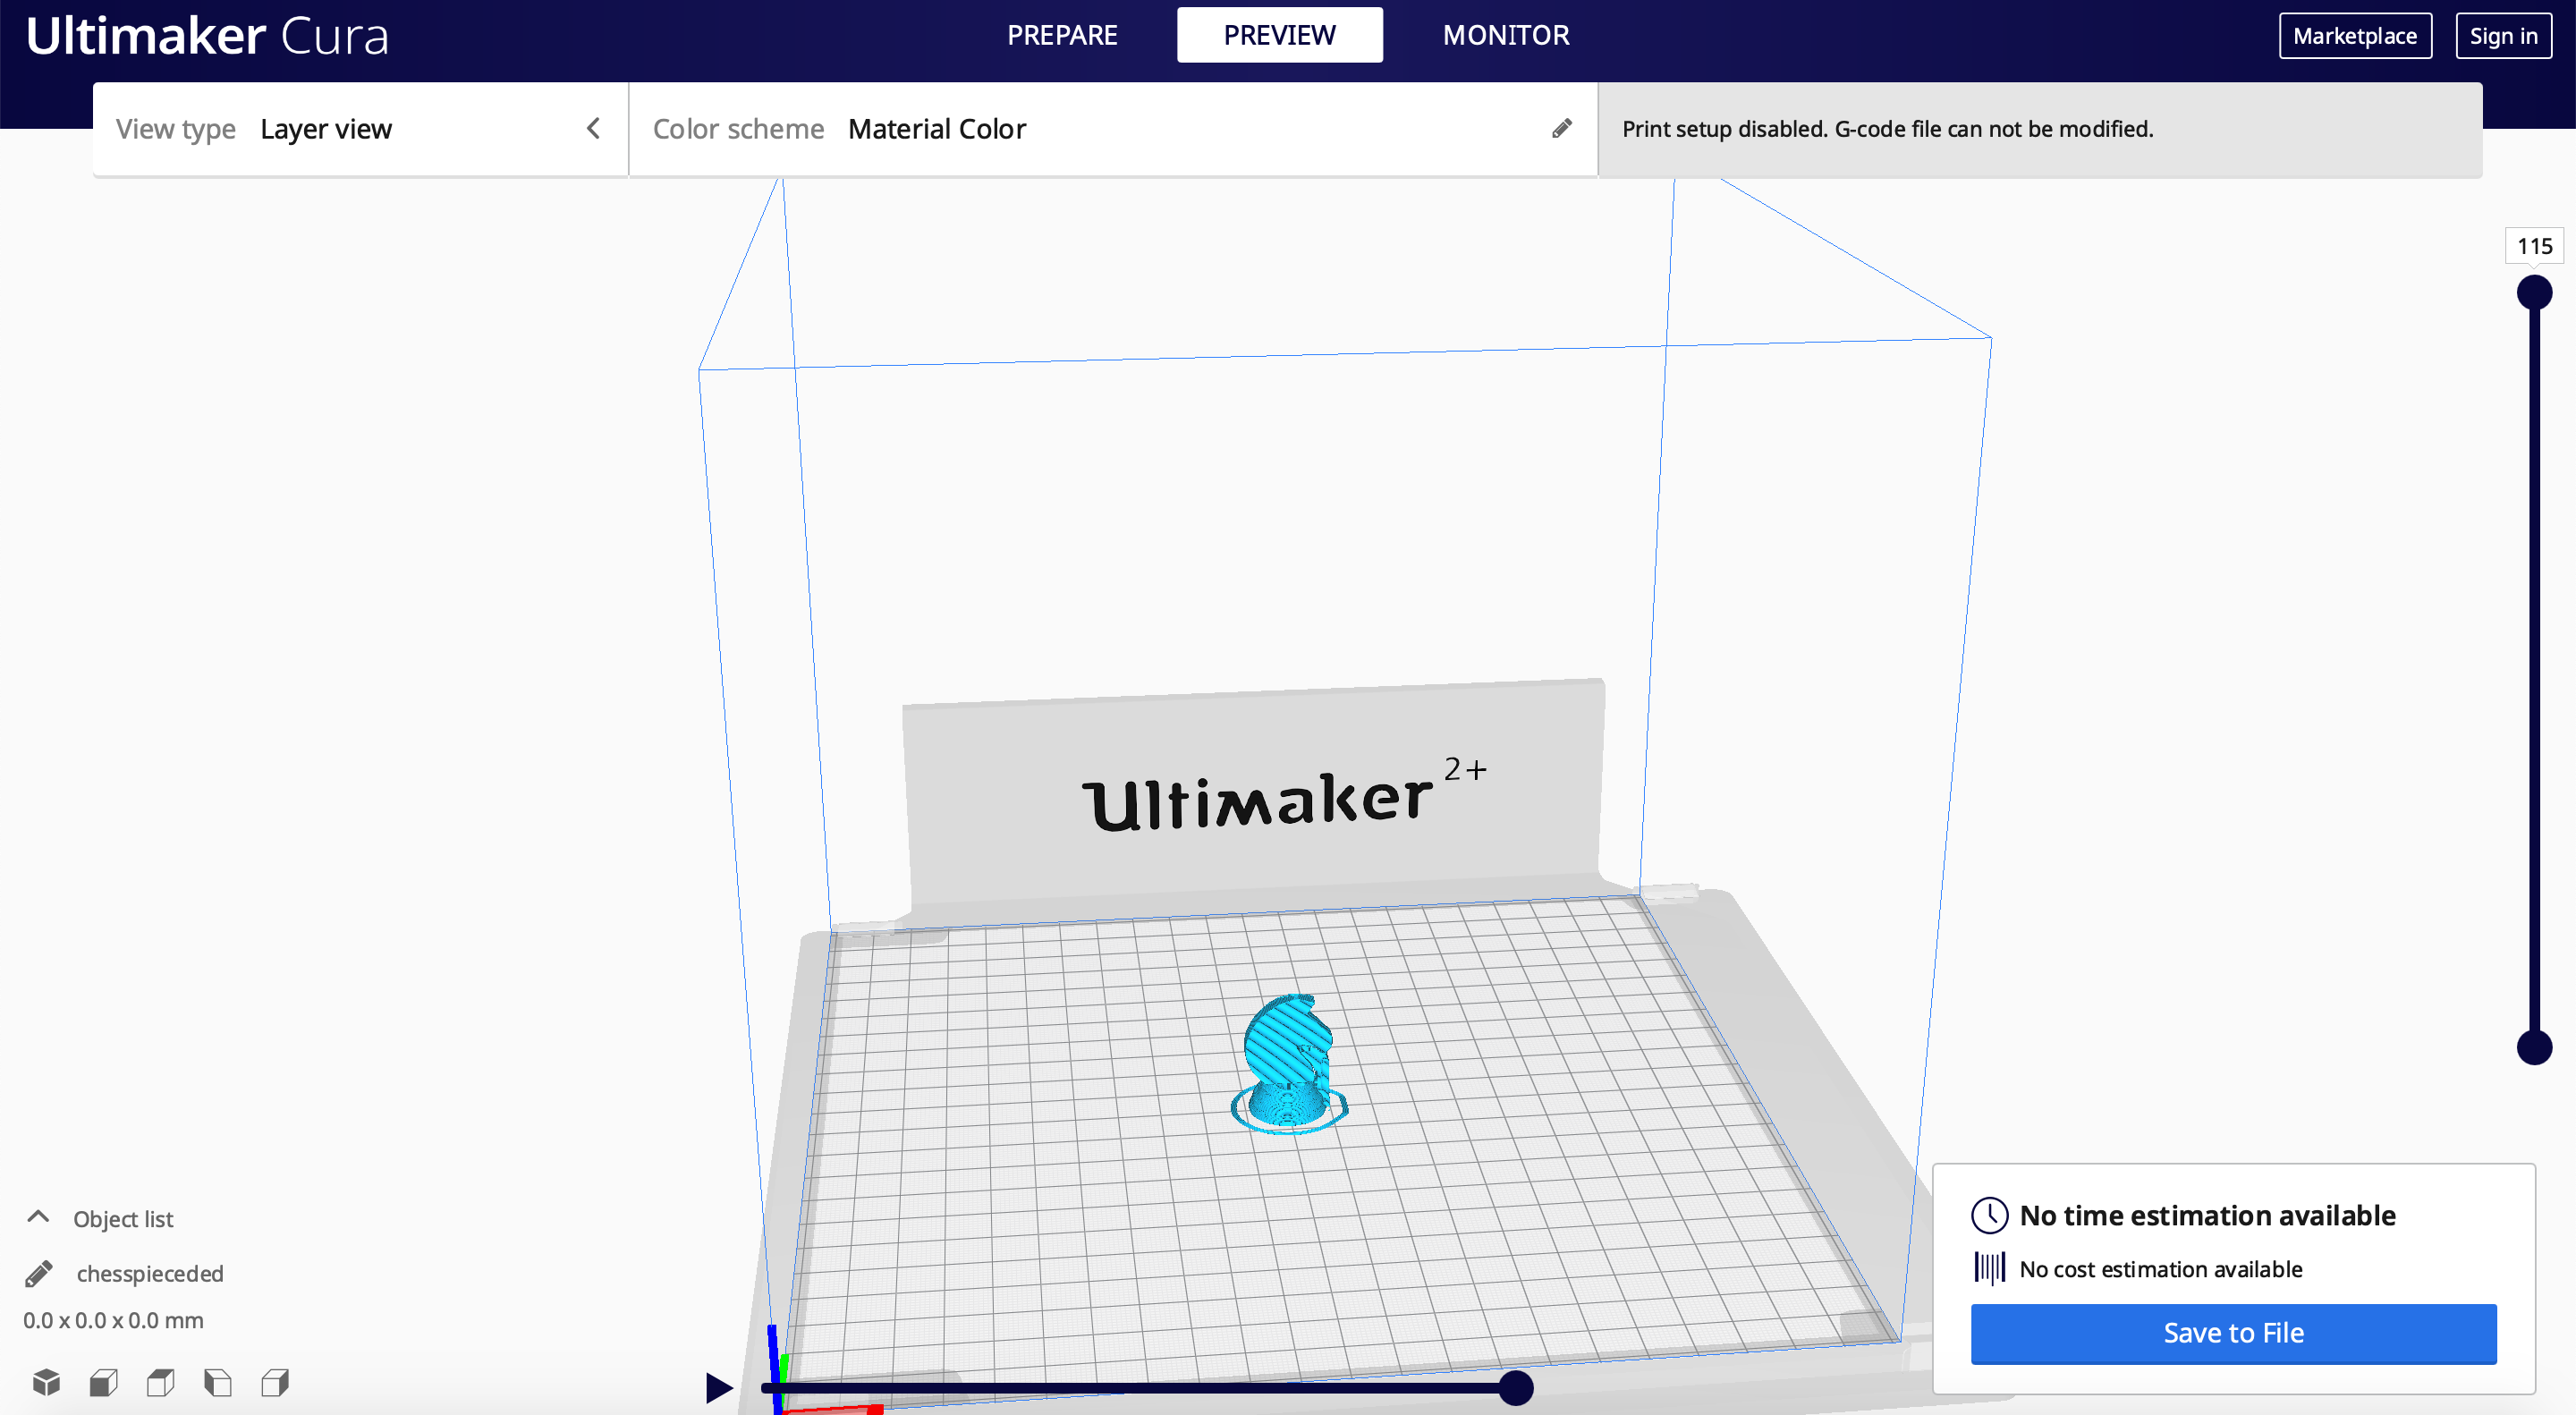 Ultimaker Cura
PREPARE
PREVIEW
MONITOR
Marketplace
Sign in
View type Layer view
Color scheme Material Color
Print setup disabled. G-code file can not be modified.
115
Ultimaker 2+
Object list
chesspieceded
0.0 x 0.0 x 0.0 mm
No time estimation available
No cost estimation available
Save to File